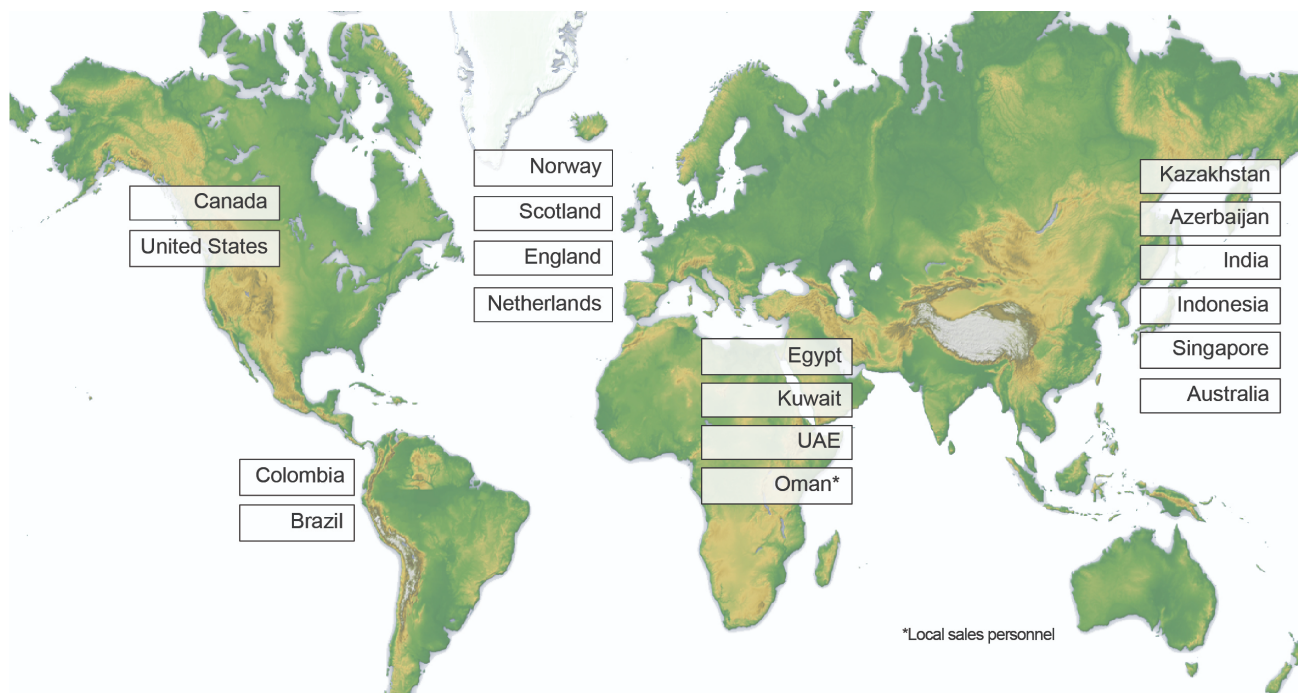 Canada
United States
Colombia
Brazil
Norway
Scotland
England
Netherlands
Egypt
Kuwait
UAE
Oman*
Kazakhstan
Azerbaijan
India
Indonesia
Singapore
Australia
*Local sales personnel